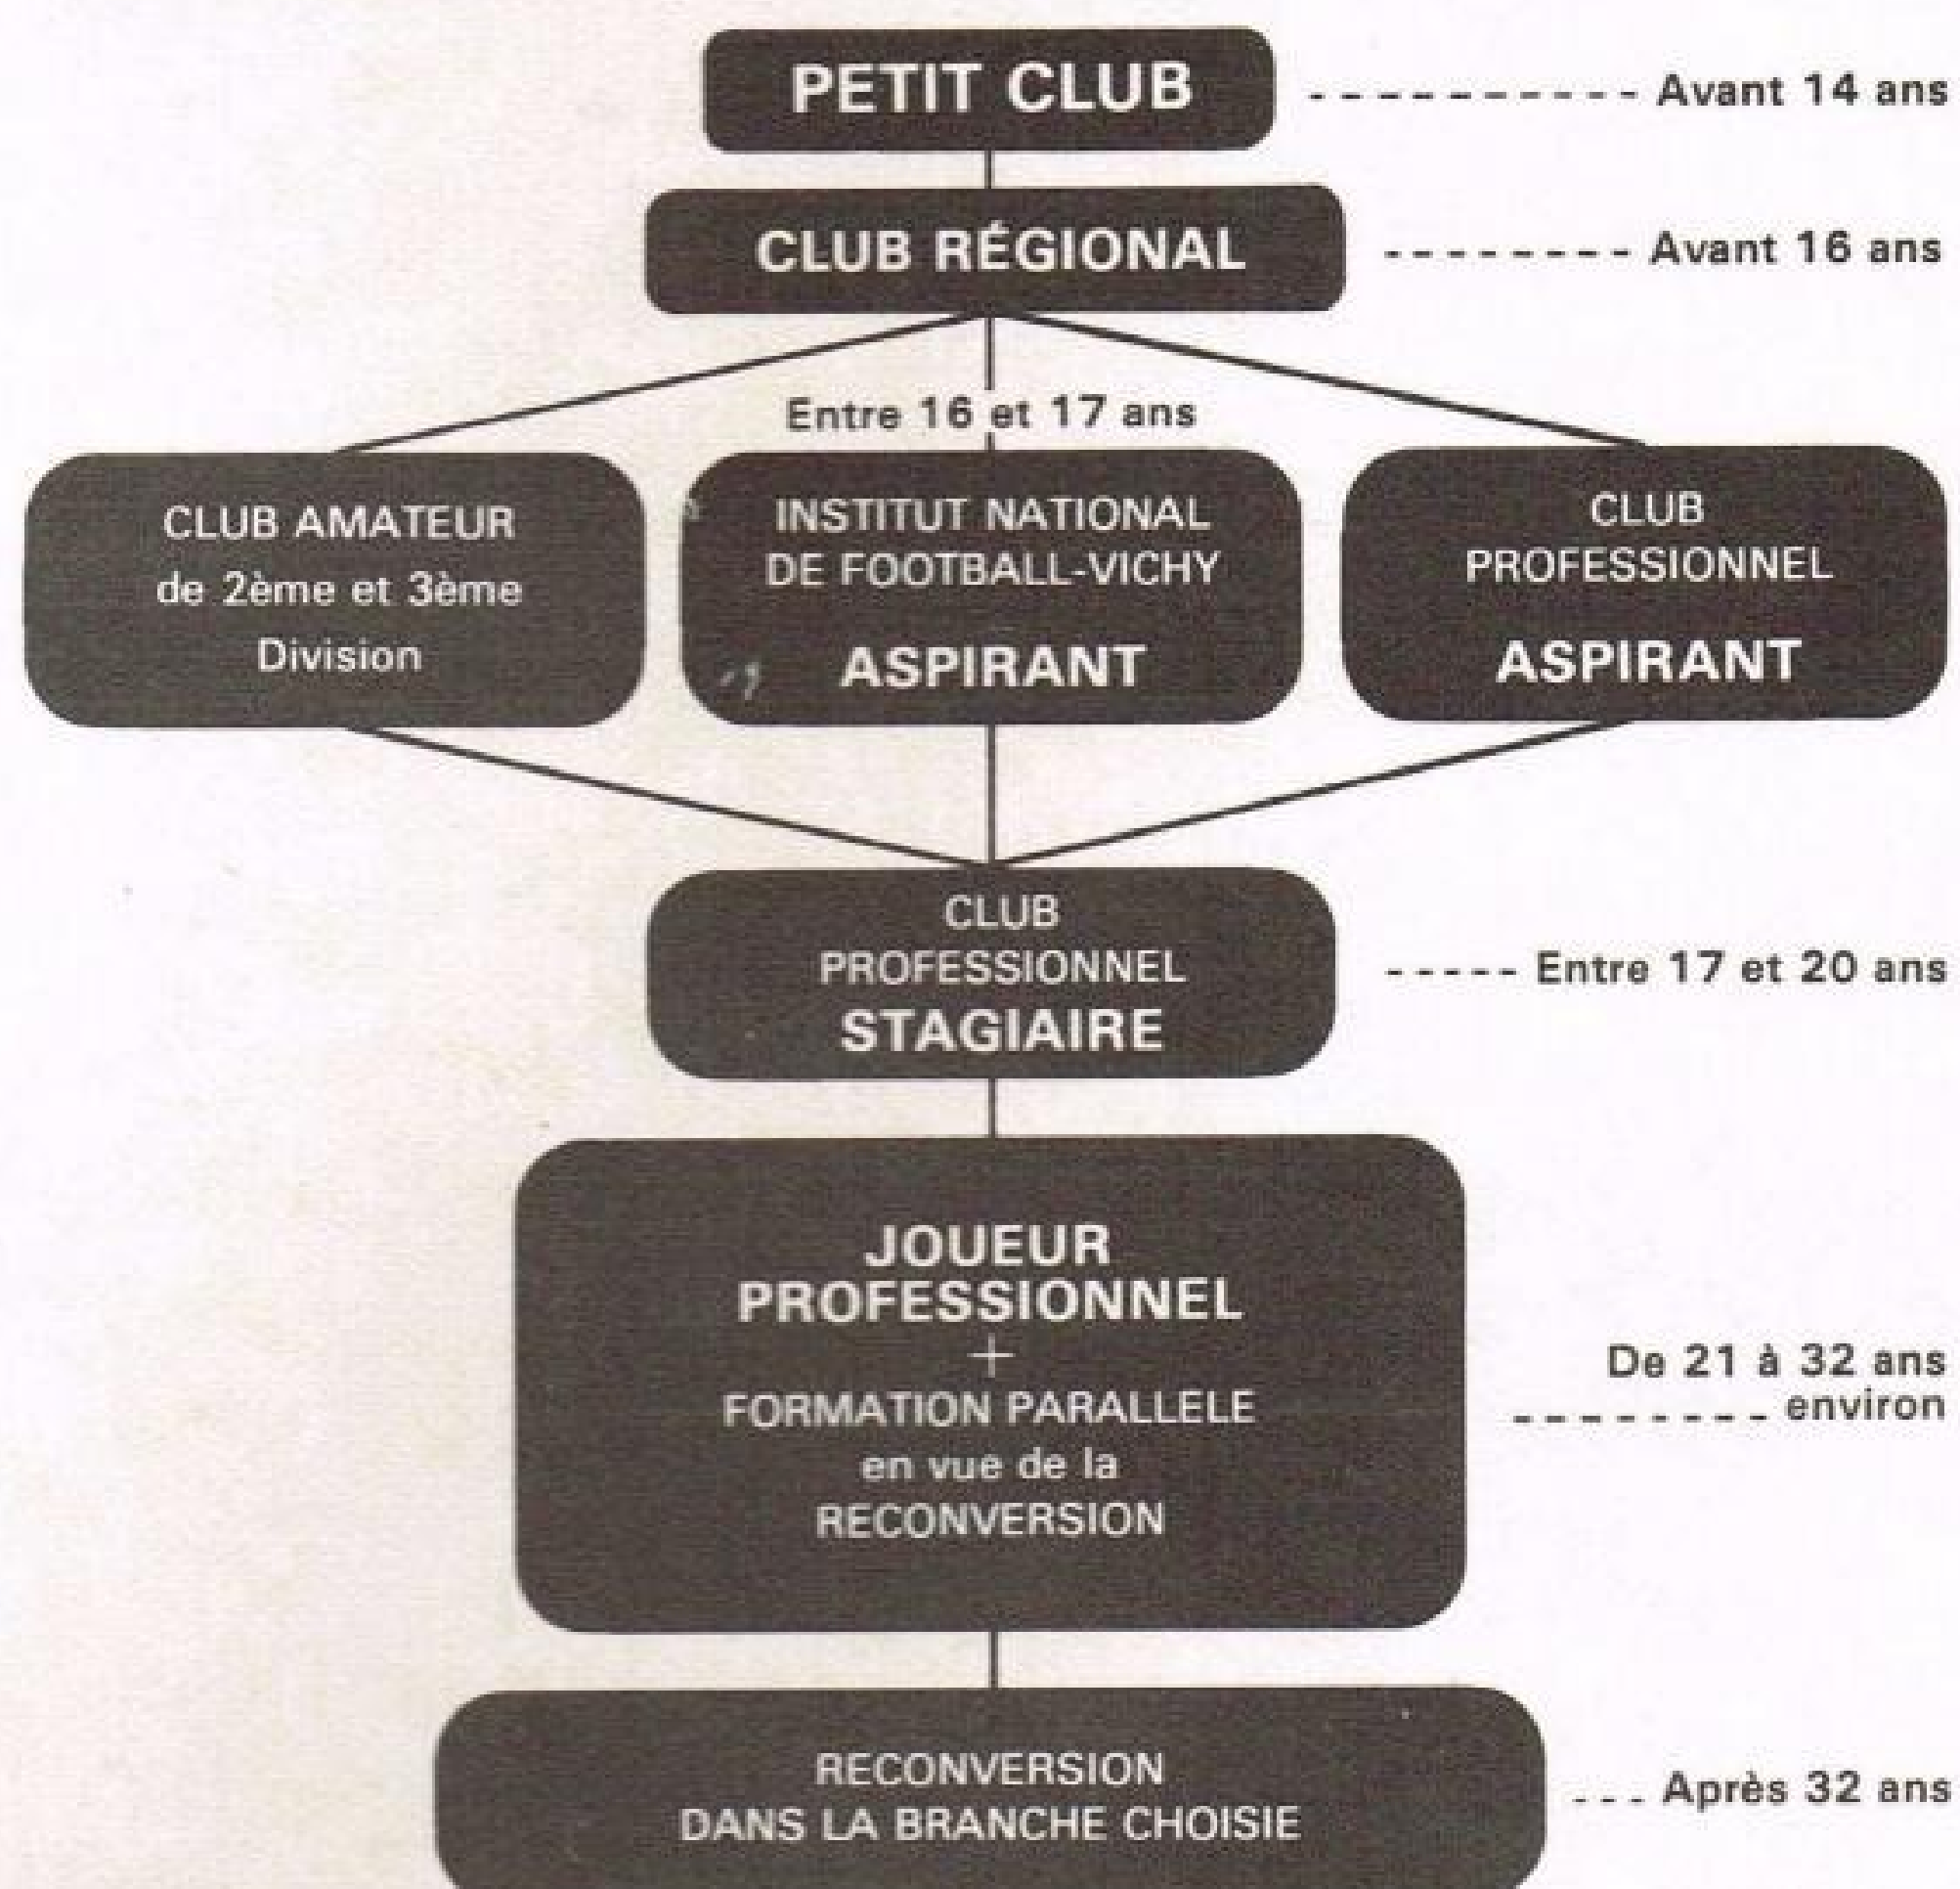 PETIT CLUB
Avant 14 ans
CLUB RÉGIONAL
Avant 16 ans
Entre 16 et 17 ans
CLUB AMATEUR
de 2ème et 3ème
Division
INSTITUT NATIONAL
DE FOOTBALL-VICHY
ASPIRANT
CLUB
PROFESSIONNEL
ASPIRANT
CLUB
PROFESSIONNEL
STAGIAIRE
Entre 17 et 20 ans
JOUEUR
PROFESSIONNEL
+
FORMATION PARALLELE
en vue de la
RECONVERSION
De 21 à 32 ans
environ
RECONVERSION
DANS LA BRANCHE CHOISIE
Après 32 ans